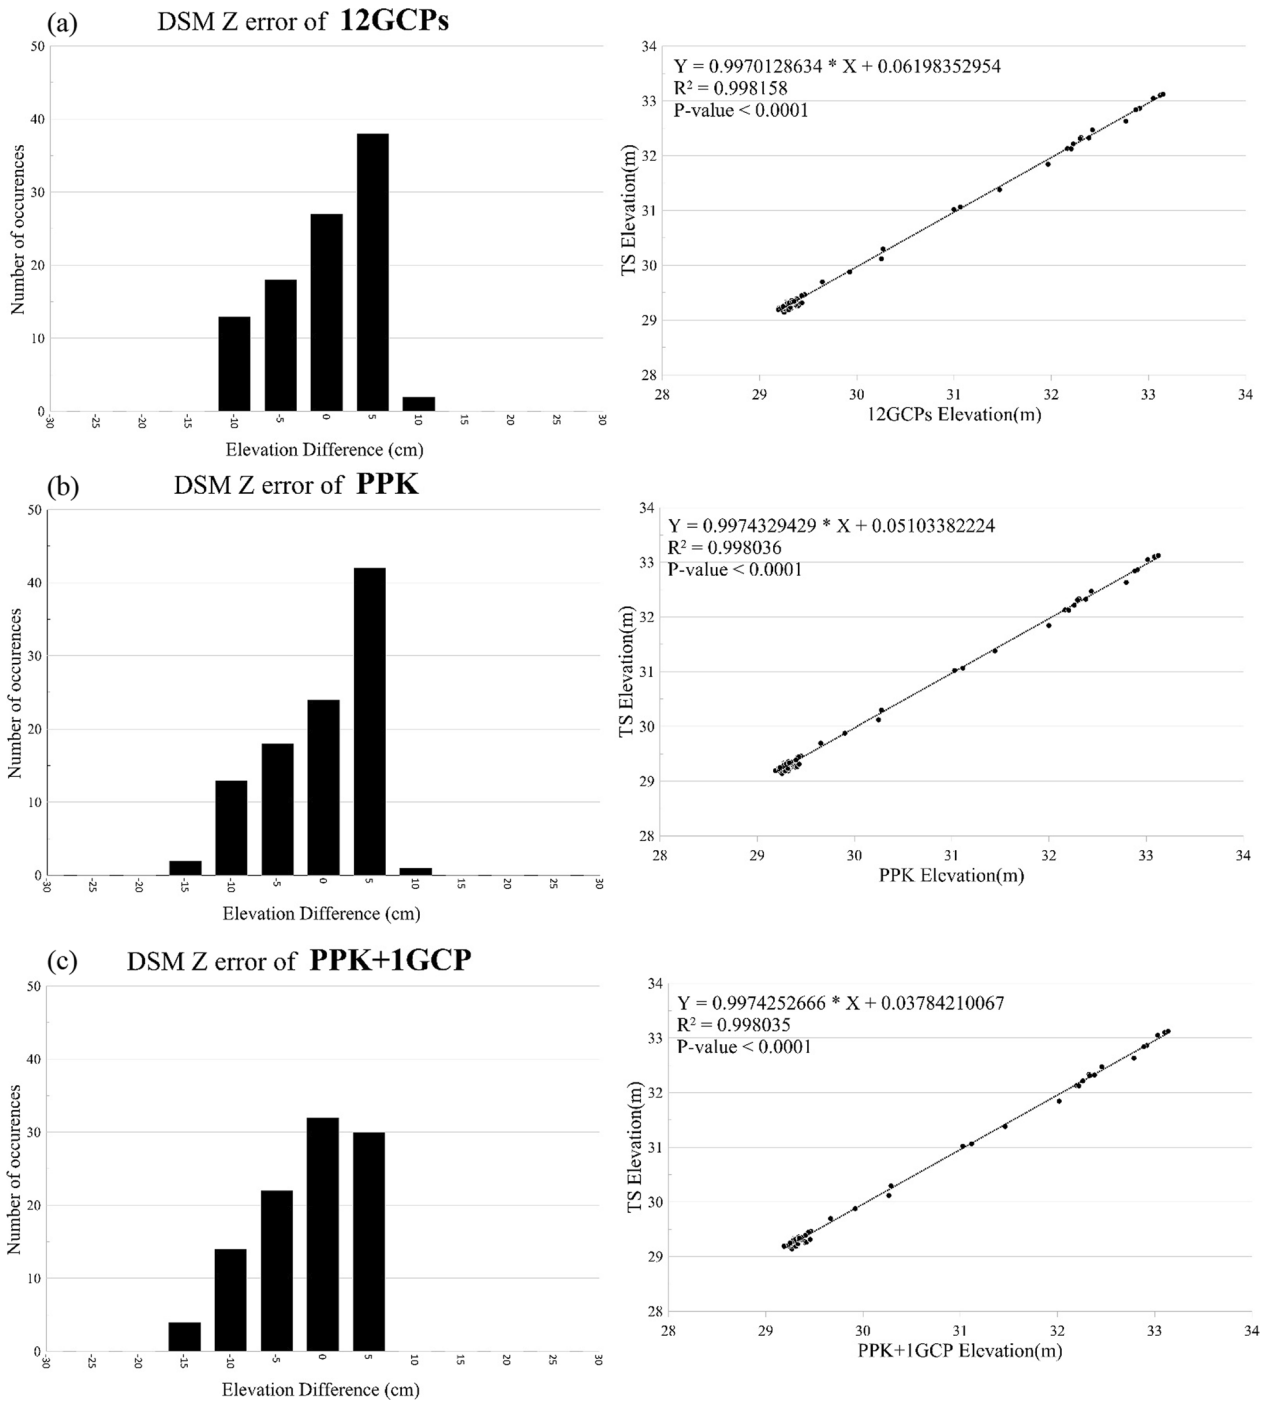 (a) DSM Z error of 12GCPs
50
40
30
20
10
0
Number of occurences
-30 -25 -20 -15 -10 -5 0 5 10 15 20 25 30
Elevation Difference (cm)
Y = 0.9970128634 * X + 0.06198352954
R² = 0.998158
P-value < 0.0001
34
33
32
31
30
29
28
TS Elevation(m)
28 29 30 31 32 33 34
12GCPs Elevation(m)
(b) DSM Z error of PPK
50
40
30
20
10
0
Number of occurences
-30 -25 -20 -15 -10 -5 0 5 10 15 20 25 30
Elevation Difference (cm)
Y = 0.9974329429 * X + 0.05103382224
R² = 0.998036
P-value < 0.0001
34
33
32
31
30
29
28
TS Elevation(m)
28 29 30 31 32 33 34
PPK Elevation(m)
(c) DSM Z error of PPK+1GCP
50
40
30
20
10
0
Number of occurences
-30 -25 -20 -15 -10 -5 0 5 10 15 20 25 30
Elevation Difference (cm)
Y = 0.9974252666 * X + 0.03784210067
R² = 0.998035
P-value < 0.0001
34
33
32
31
30
29
28
TS Elevation(m)
28 29 30 31 32 33 34
PPK+1GCP Elevation(m)